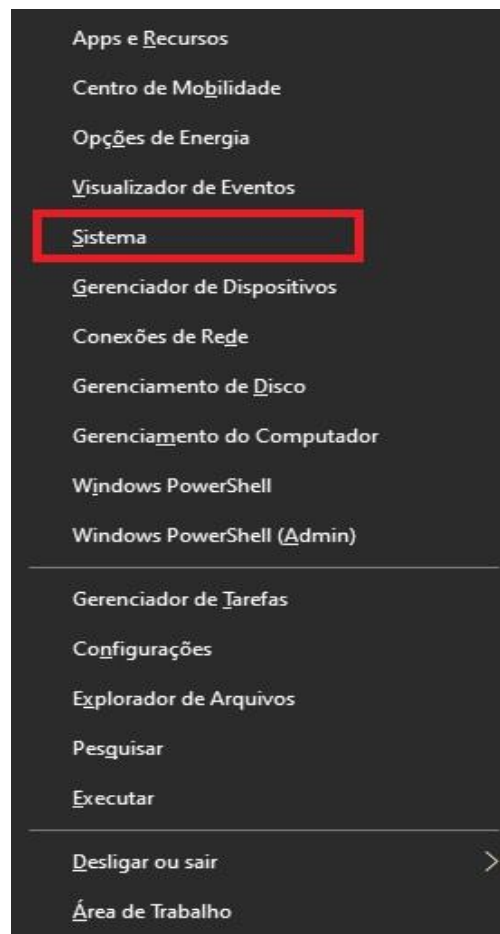 Apps e Recursos
Centro de Mobilidade
Opções de Energia
Visualizador de Eventos
Sistema
Gerenciador de Dispositivos
Conexões de Rede
Gerenciamento de Disco
Gerenciamento do Computador
Windows PowerShell
Windows PowerShell (Admin)
Gerenciador de Tarefas
Configurações
Explorador de Arquivos
Pesquisar
Executar
Desligar ou sair
Área de Trabalho